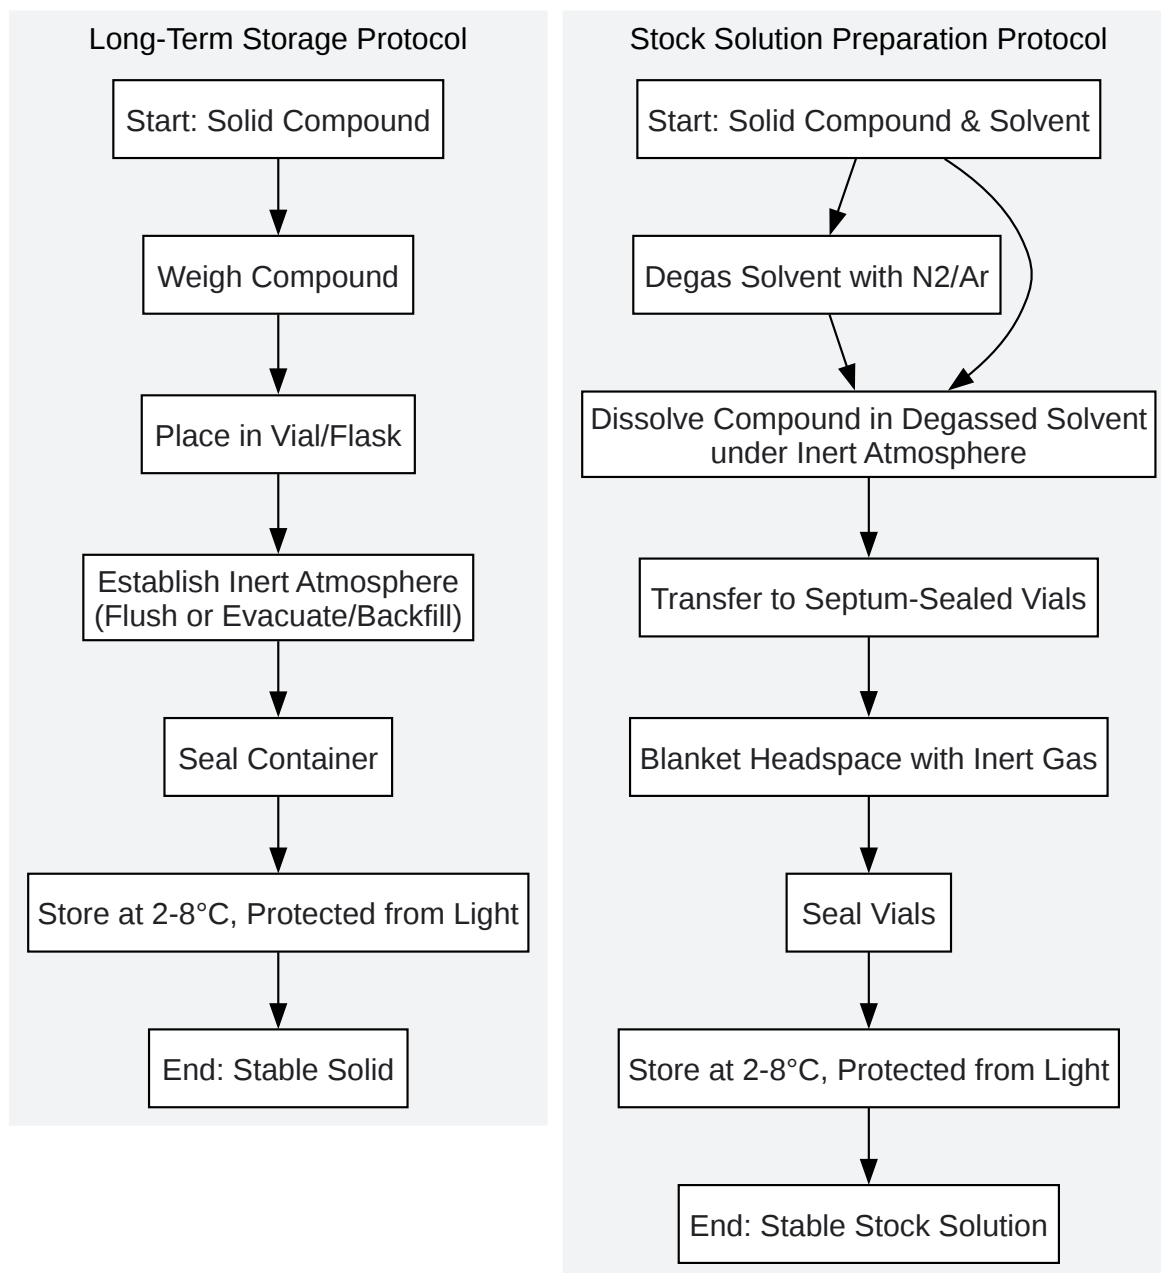 Long-Term Storage Protocol
Start: Solid Compound
Weigh Compound
Place in Vial/Flask
Establish Inert Atmosphere
(Flush or Evacuate/Backfill)
Seal Container
Store at 2-8°C, Protected from Light
End: Stable Solid
Stock Solution Preparation Protocol
Start: Solid Compound & Solvent
Degas Solvent with N2/Ar
Dissolve Compound in Degassed Solvent
under Inert Atmosphere
Transfer to Septum-Sealed Vials
Blanket Headspace with Inert Gas
Seal Vials
Store at 2-8°C, Protected from Light
End: Stable Stock Solution